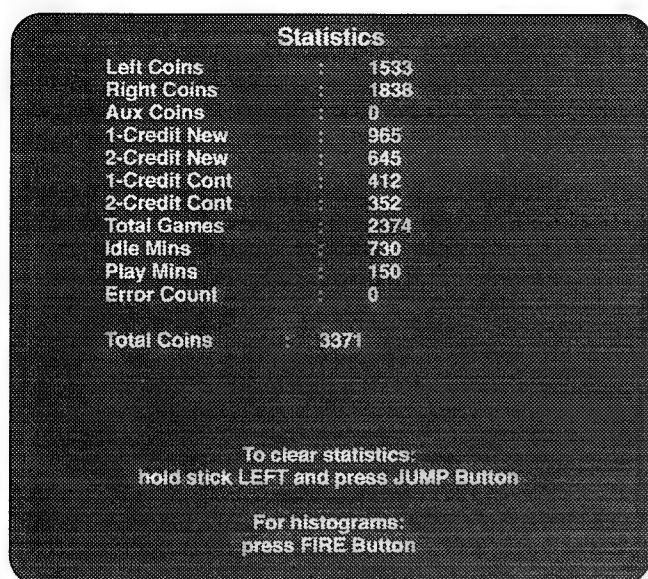 Statistics
Left Coins : 1533
Right Coins : 1838
Aux Coins : 0
1-Credit New : 965
2-Credit New : 645
1-Credit Cont : 412
2-Credit Cont : 352
Total Games : 2374
Idle Mins : 730
Play Mins : 150
Error Count : 0
Total Coins : 3371
To clear statistics:
hold stick LEFT and press JUMP Button
For histograms:
press FIRE Button